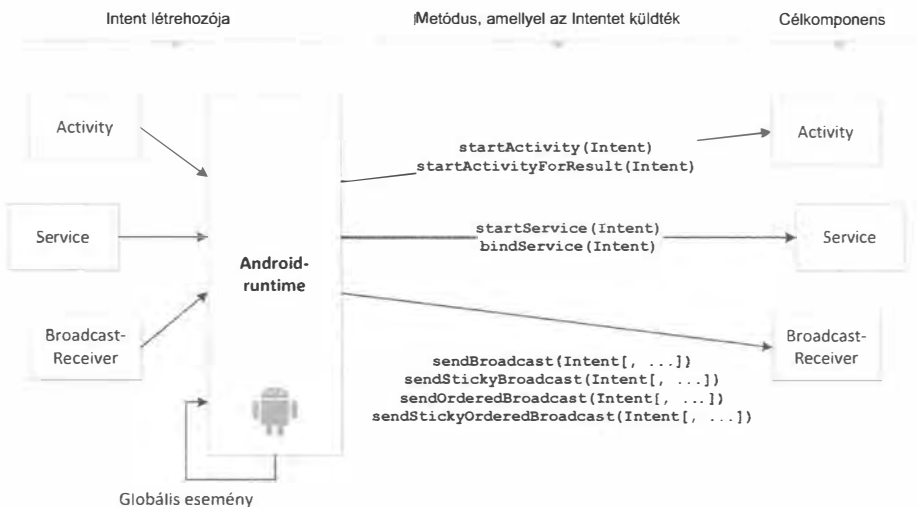 Intent létrehozója
Metódus, amellyel az Intentet küldték
Célkomponens
Activity
Service
Broadcast-
Receiver
Android-
runtime
Globális esemény
startActivity(Intent)
startActivityForResult(Intent)
startService(Intent)
bindService(Intent)
sendBroadcast(Intent[, ...])
sendStickyBroadcast(Intent[, ...])
sendOrderedBroadcast(Intent[, ...])
sendStickyOrderedBroadcast(Intent[, ...])
Activity
Service
Broadcast-
Receiver